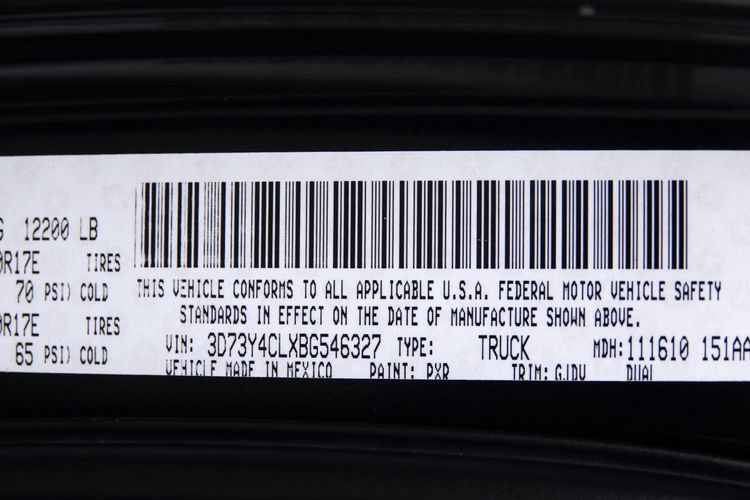 G 12200 LB
0R17E TIRES
70 PSI) COLD
0R17E TIRES
65 PSI) COLD
THIS VEHICLE CONFORMS TO ALL APPLICABLE U.S.A. FEDERAL MOTOR VEHICLE SAFETY
STANDARDS IN EFFECT ON THE DATE OF MANUFACTURE SHOWN ABOVE.
VIN: 3D73Y4CLXBG546327 TYPE: TRUCK MDH: 111610 151AA
VEHICLE MADE IN MEXICO PAINT: PXR TRIM: GJDV DUAL